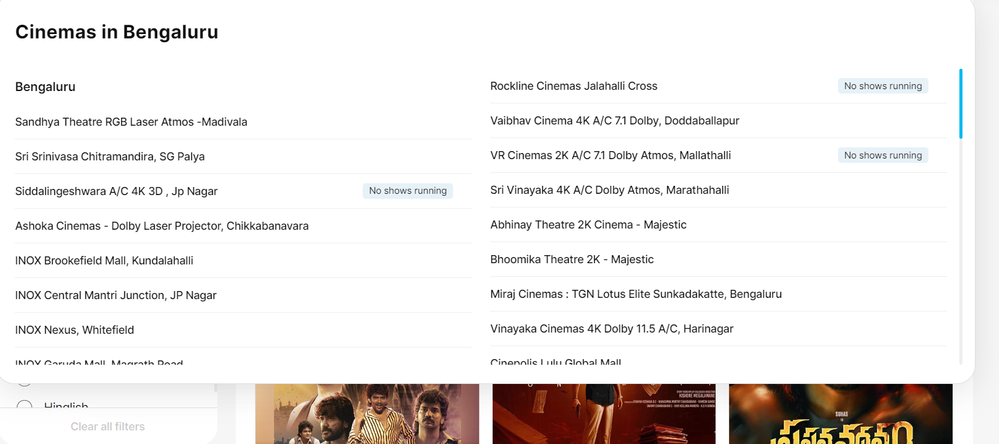 Cinemas in Bengaluru
Bengaluru
Sandhya Theatre RGB Laser Atmos -Madivala
Sri Srinivasa Chitramandira, SG Palya
Siddalingeshwara A/C 4K 3D , Jp Nagar
No shows running
Ashoka Cinemas - Dolby Laser Projector, Chikkabanavara
INOX Brookefield Mall, Kundalahalli
INOX Central Mantri Junction, JP Nagar
INOX Nexus, Whitefield
INOX Garuda Mall, Magrath Road
Rockline Cinemas Jalahalli Cross
No shows running
Vaibhav Cinema 4K A/C 7.1 Dolby, Doddaballapur
VR Cinemas 2K A/C 7.1 Dolby Atmos, Mallathalli
No shows running
Sri Vinayaka 4K A/C Dolby Atmos, Marathahalli
Abhinay Theatre 2K Cinema - Majestic
Bhoomika Theatre 2K - Majestic
Miraj Cinemas : TGN Lotus Elite Sunkadakatte, Bengaluru
Vinayaka Cinemas 4K Dolby 11.5 A/C, Harinagar
Cinepolis Lulu Global Mall
Hinglish
Clear all filters
KISHORE MEGALAMANE
SUHAS
IN